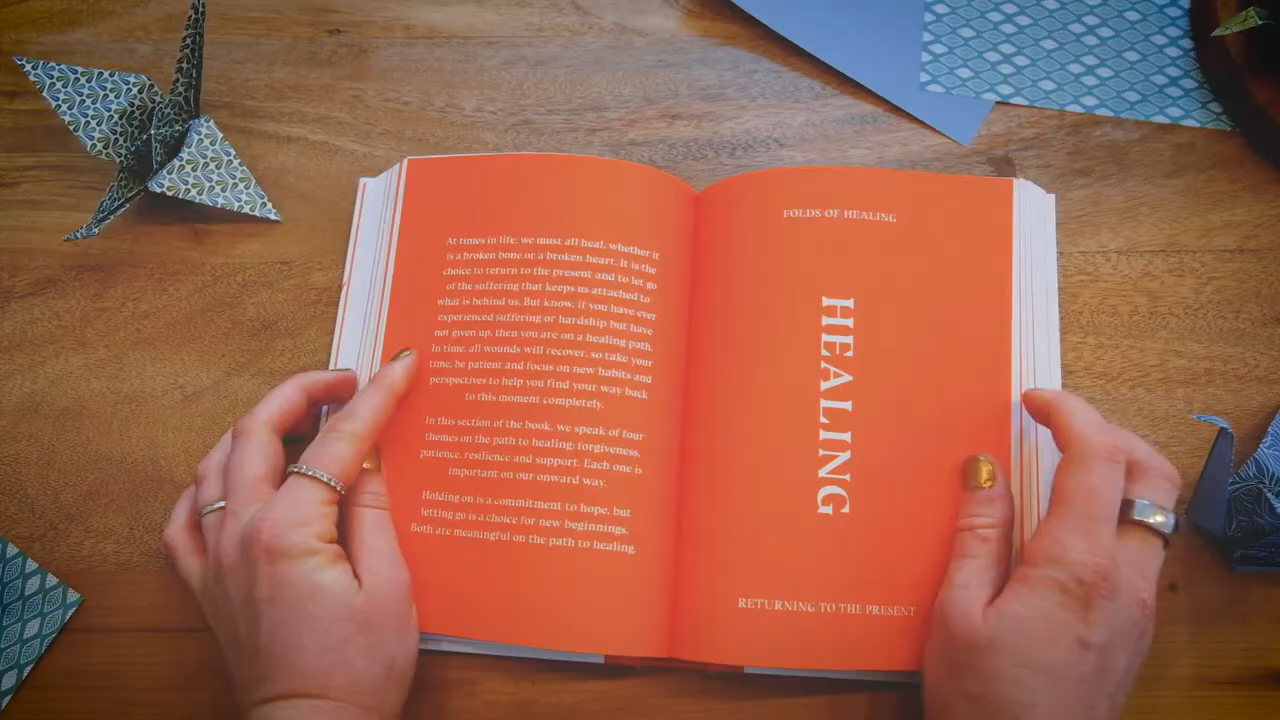 At times in life, we must all heal, whether it
is a broken bone or a broken heart. It is the
choice to return to the present and to let go
of the suffering that keeps us attached to
what is behind us. But know, if you have ever
experienced suffering or hardship but have
not given up, then you are on a healing path.
In time, all wounds will recover, so take your
time, be patient and focus on new habits and
perspectives to help you find your way back
to this moment completely.
In this section of the book, we speak of four
themes on the path to healing: forgiveness,
patience, resilience and support. Each one is
important on our onward way.
Holding on is a commitment to hope, but
letting go is a choice for new beginnings.
Both are meaningful on the path to healing.
FOLDS OF HEALING
HEALING
RETURNING TO THE PRESENT